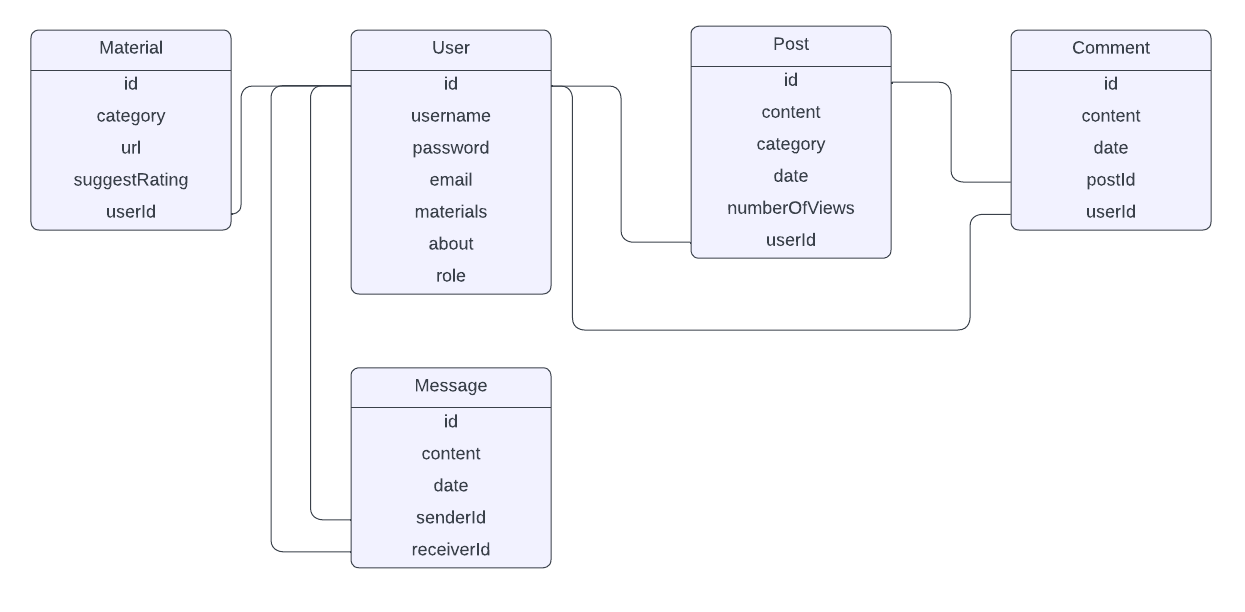 Material
id
category
url
suggestRating
userId
User
id
username
password
email
materials
about
role
Post
id
content
category
date
numberOfViews
userId
Comment
id
content
date
postId
userId
Message
id
content
date
senderId
receiverId